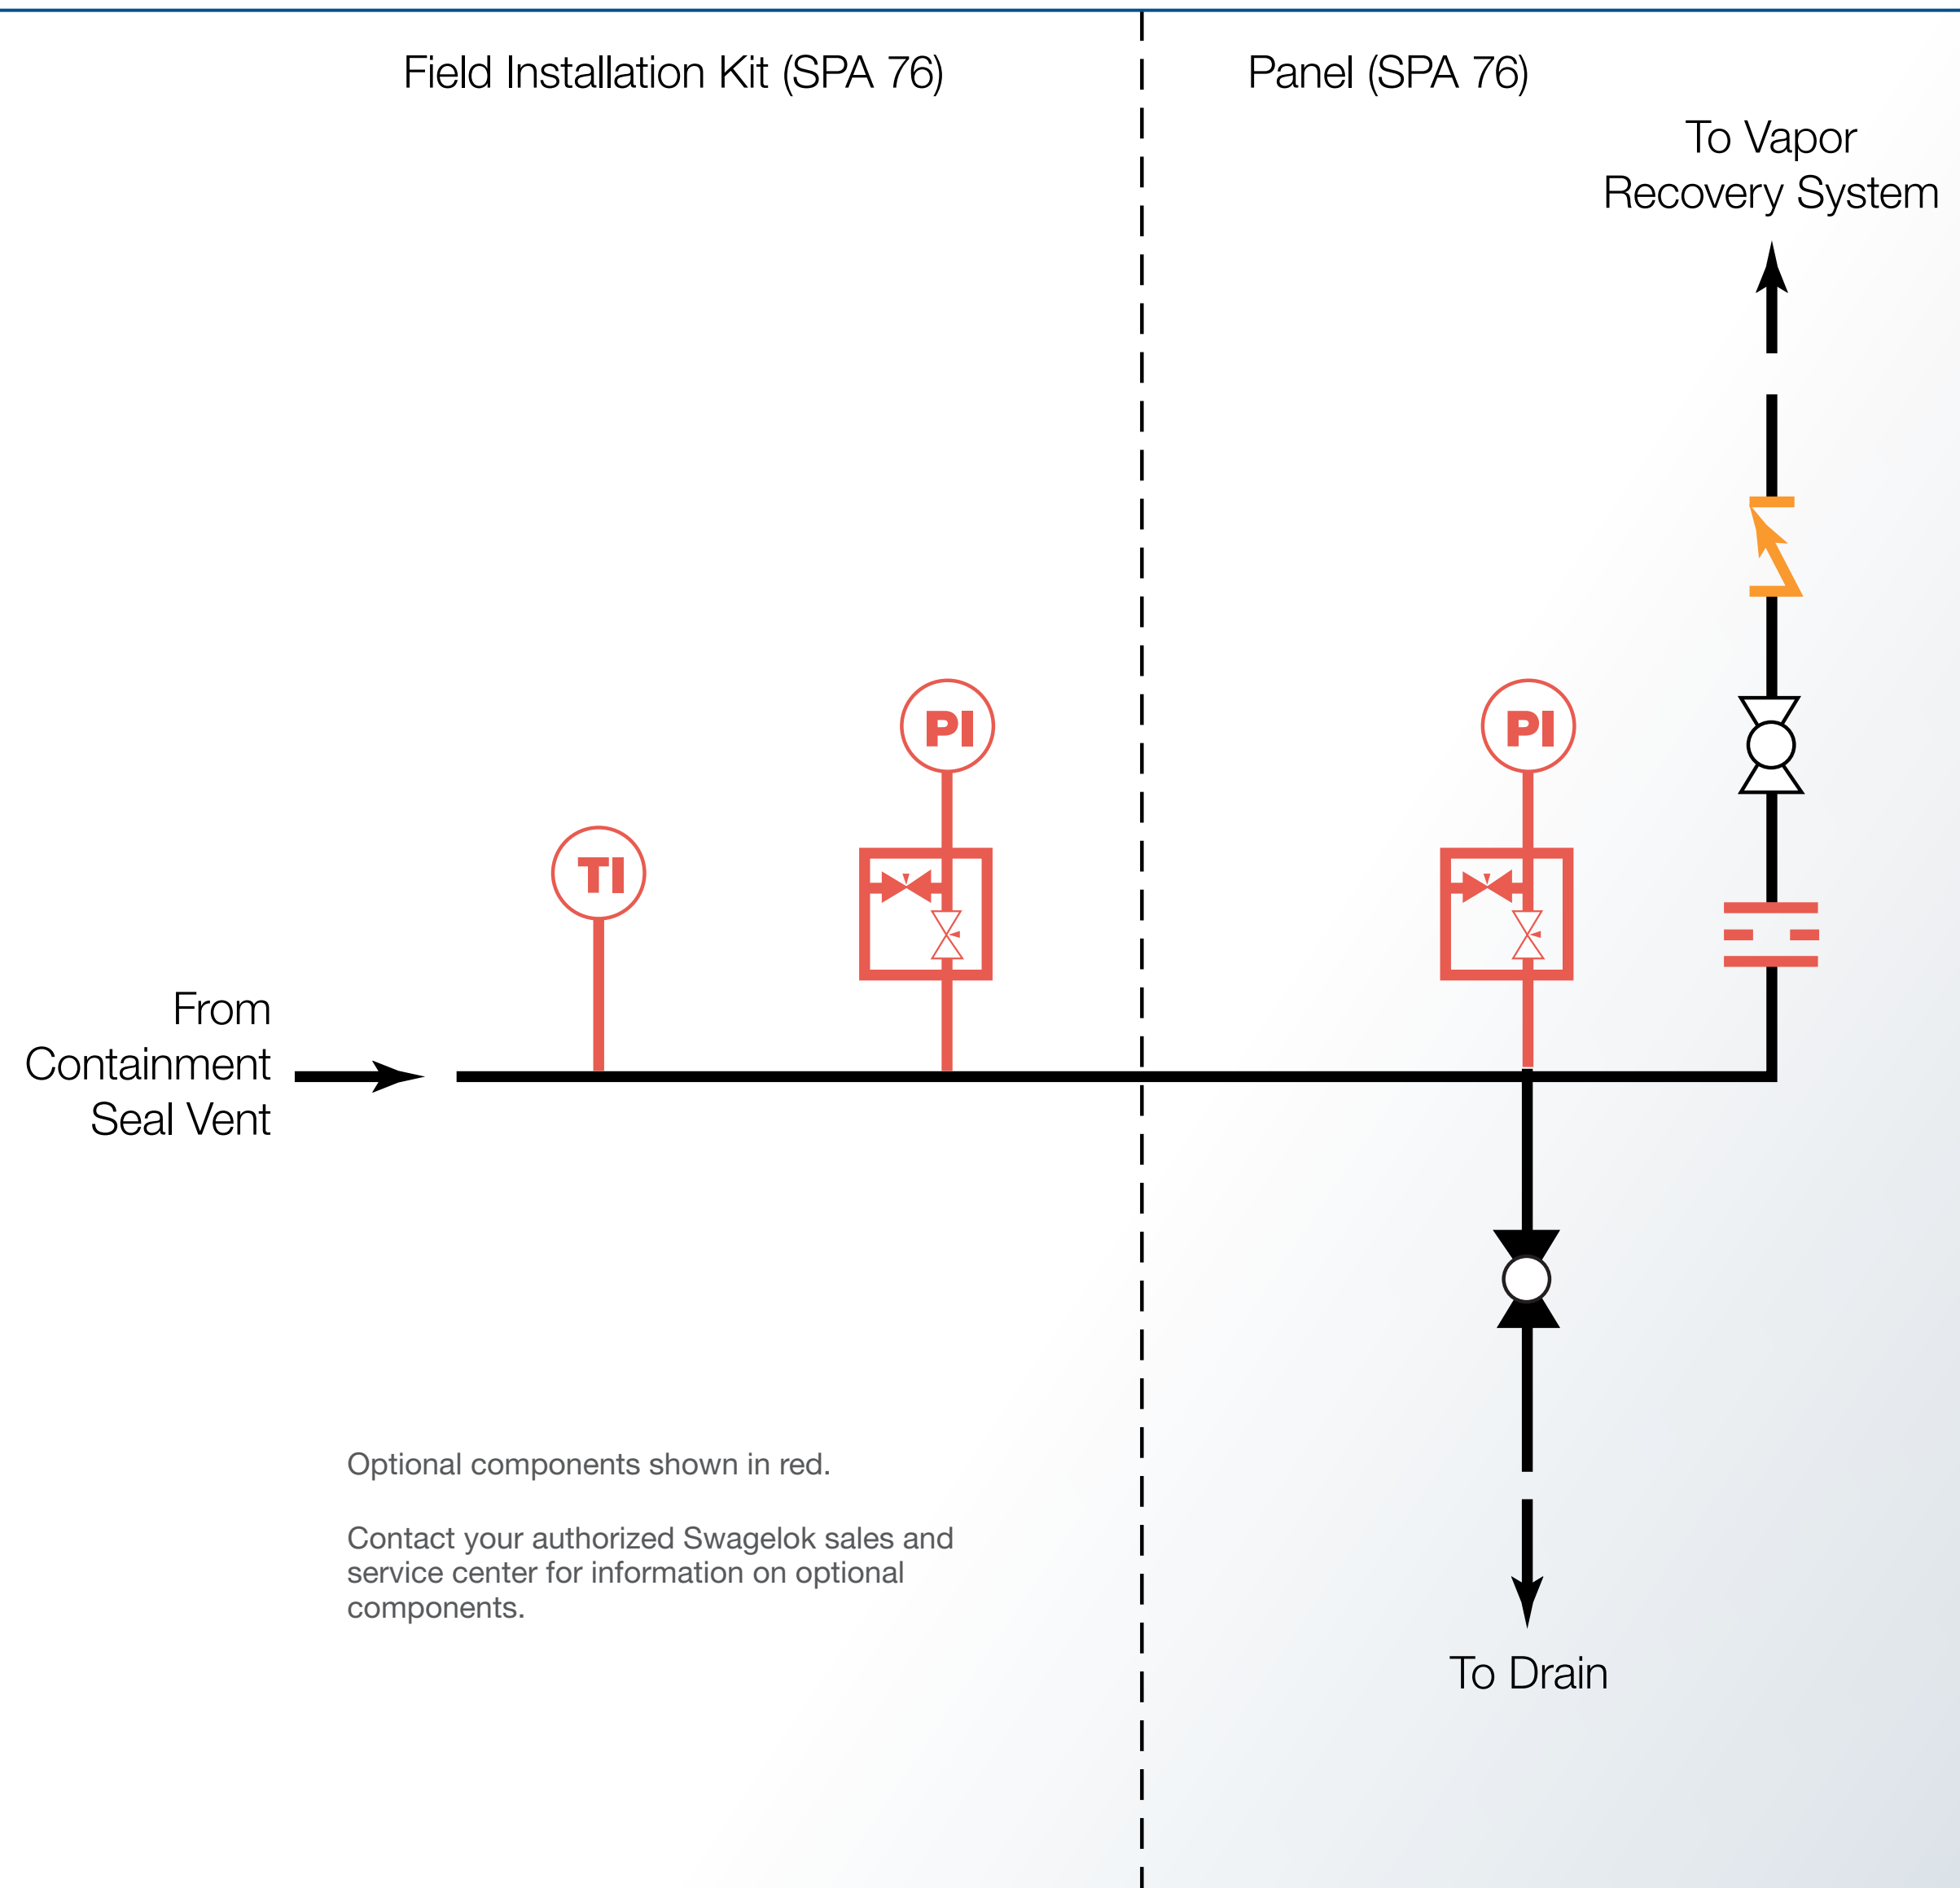 Field Installation Kit (SPA 76)
Panel (SPA 76)
To Vapor
Recovery System
PI
PI
TI
From
Containment
Seal Vent
Optional components shown in red.
Contact your authorized Swagelok sales and
service center for information on optional
components.
To Drain